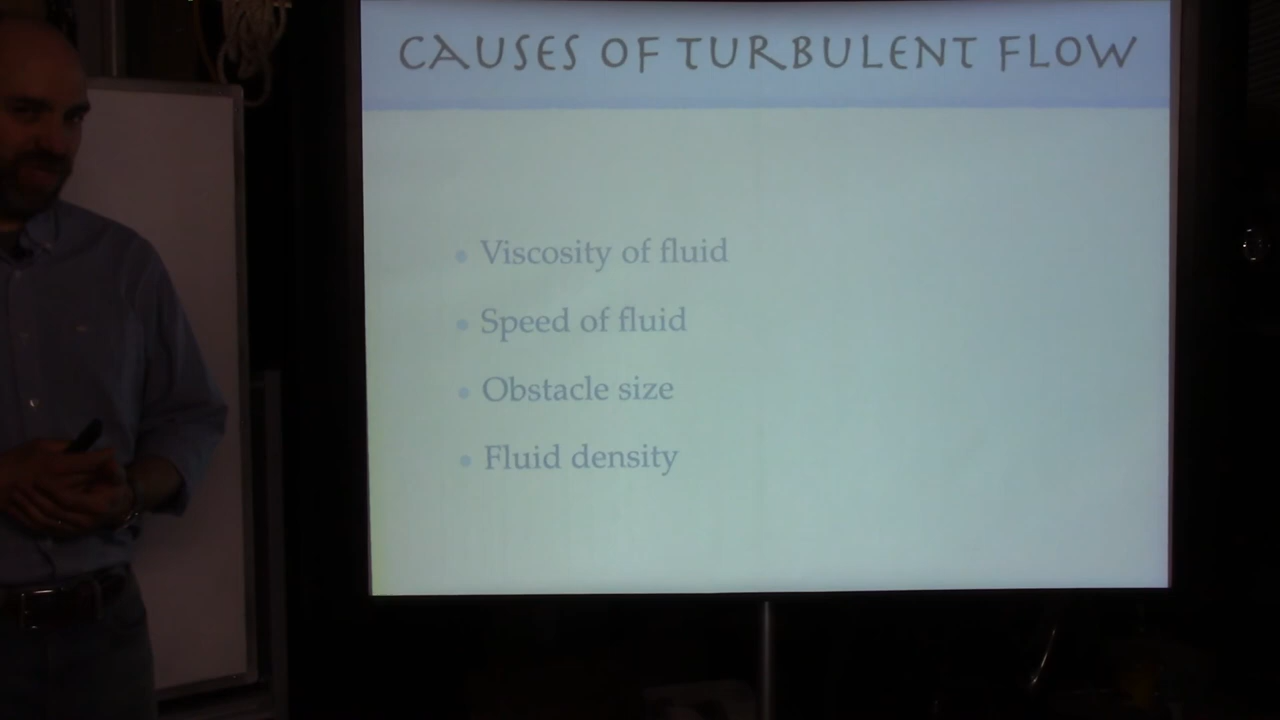 CAUSES OF TURBULENT FLOW
• Viscosity of fluid
• Speed of fluid
• Obstacle size
• Fluid density